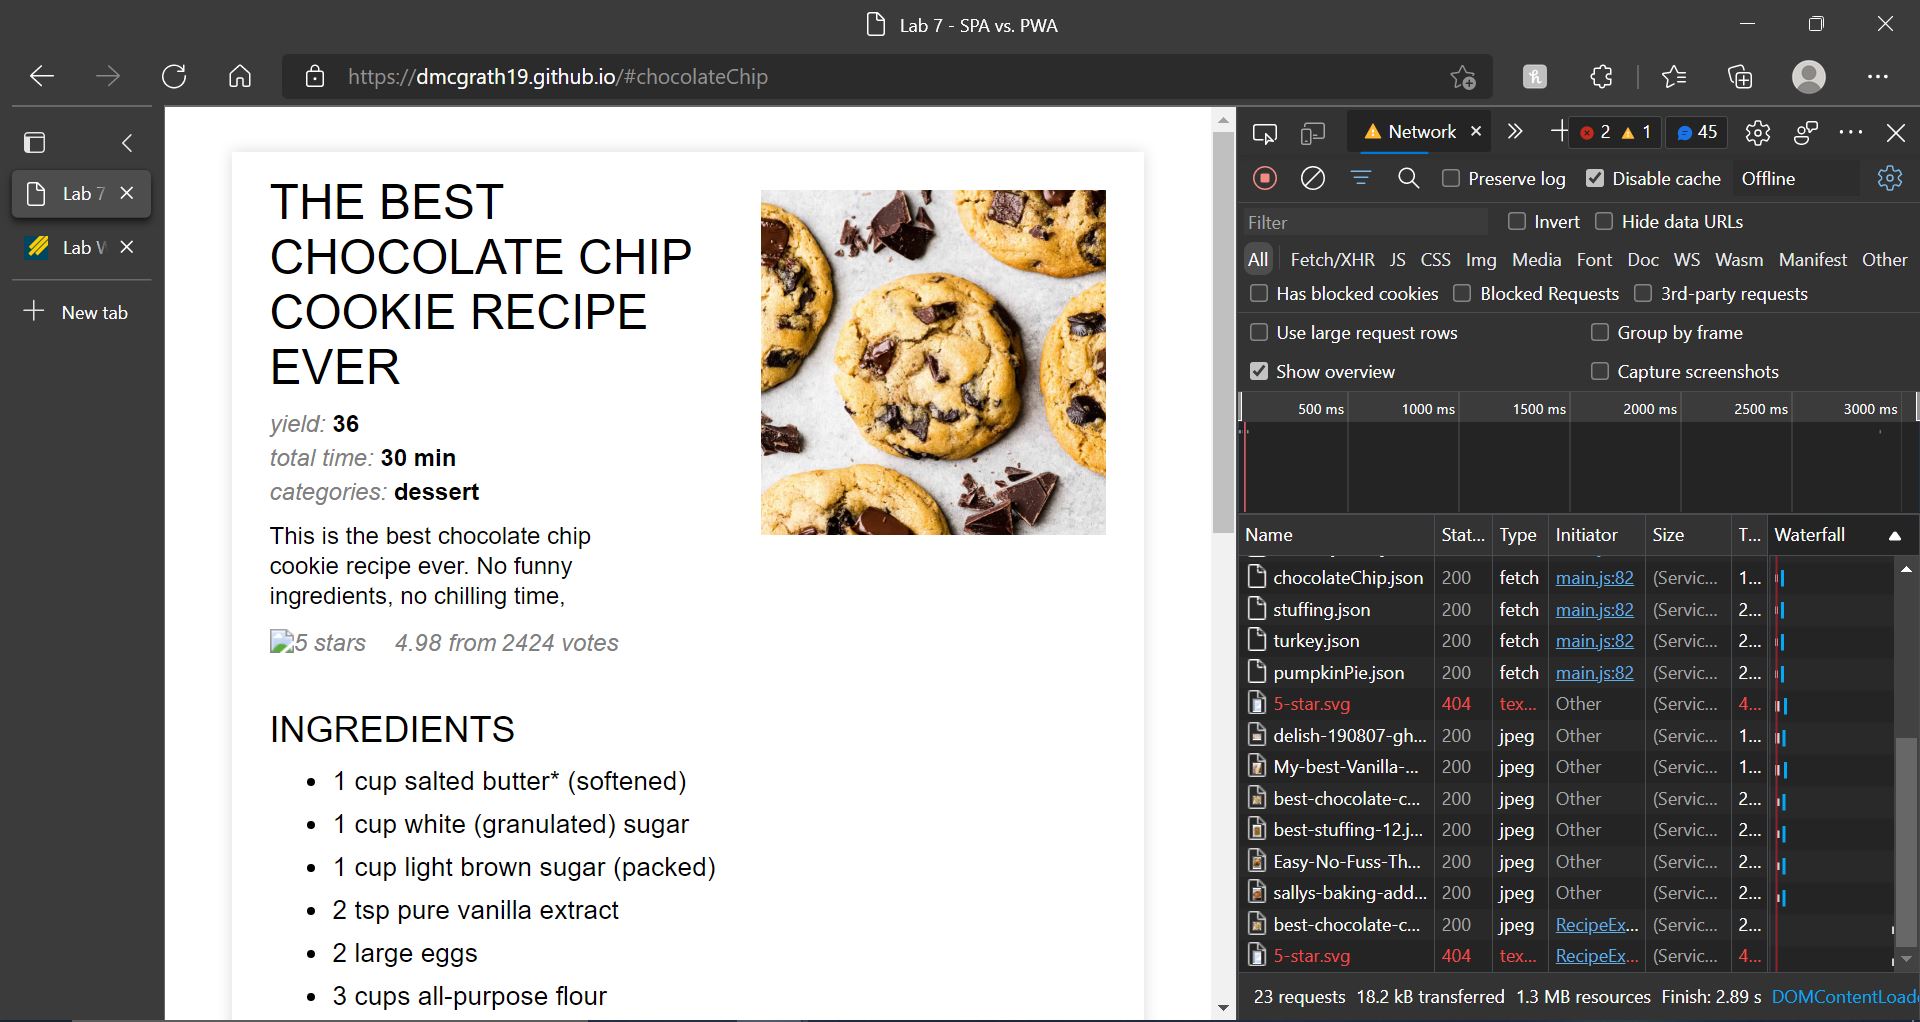 Lab 7 - SPA vs. PWA
https://dmcgrath19.github.io/#chocolateChip
Lab 7
Lab W
New tab
THE BEST
CHOCOLATE CHIP
COOKIE RECIPE
EVER
yield: 36
total time: 30 min
categories: dessert
This is the best chocolate chip
cookie recipe ever. No funny
ingredients, no chilling time,
5 stars 4.98 from 2424 votes
INGREDIENTS
• 1 cup salted butter* (softened)
• 1 cup white (granulated) sugar
• 1 cup light brown sugar (packed)
• 2 tsp pure vanilla extract
• 2 large eggs
• 3 cups all-purpose flour
Network 2 1 45
Preserve log Disable cache Offline
Filter Invert Hide data URLs
All Fetch/XHR JS CSS Img Media Font Doc WS Wasm Manifest Other
Has blocked cookies Blocked Requests 3rd-party requests
Use large request rows Group by frame
Show overview Capture screenshots
500 ms 1000 ms 1500 ms 2000 ms 2500 ms 3000 ms
Name Stat... Type Initiator Size T... Waterfall
chocolateChip.json 200 fetch main.js:82 (Servic... 1...
stuffing.json 200 fetch main.js:82 (Servic... 2...
turkey.json 200 fetch main.js:82 (Servic... 2...
pumpkinPie.json 200 fetch main.js:82 (Servic... 2...
5-star.svg 404 tex... Other (Servic... 4...
delish-190807-gh... 200 jpeg Other (Servic... 1...
My-best-Vanilla-... 200 jpeg Other (Servic... 1...
best-chocolate-c... 200 jpeg Other (Servic... 2...
best-stuffing-12.j... 200 jpeg Other (Servic... 2...
Easy-No-Fuss-Th... 200 jpeg Other (Servic... 2...
sallys-baking-add... 200 jpeg Other (Servic... 2...
best-chocolate-c... 200 jpeg RecipeEx... (Servic... 2...
5-star.svg 404 tex... RecipeEx... (Servic... 4...
23 requests 18.2 kB transferred 1.3 MB resources Finish: 2.89 s DOMContentLoad